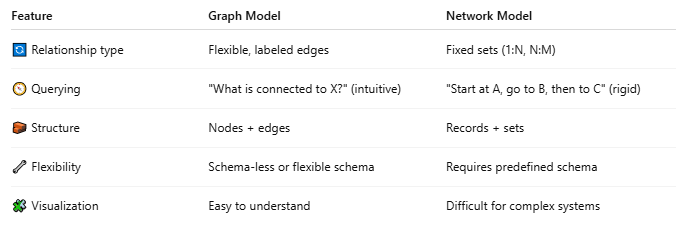 Feature Graph Model Network Model
Relationship type Flexible, labeled edges Fixed sets (1:N, N:M)
Querying "What is connected to X?" (intuitive) "Start at A, go to B, then to C" (rigid)
Structure Nodes + edges Records + sets
Flexibility Schema-less or flexible schema Requires predefined schema
Visualization Easy to understand Difficult for complex systems